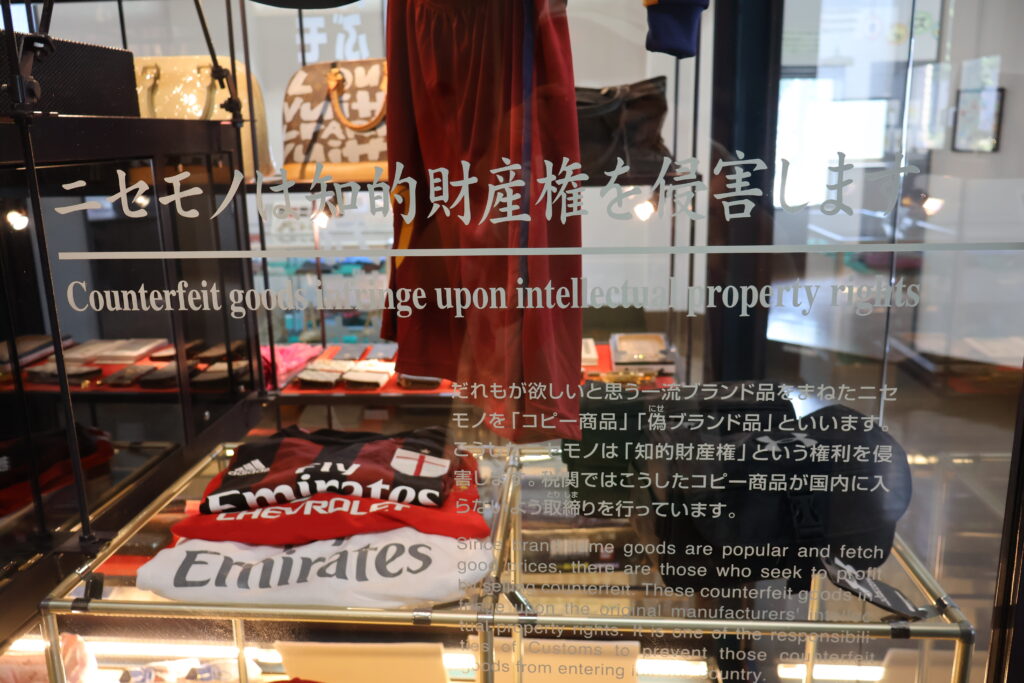 ニセモノは知的財産権を侵害します
Counterfeit goods infringe upon intellectual property rights
だれもが欲しいと思う一流ブランド品をまねたニセ
モノを「コピー商品」「偽ブランド品」といいます。
モノは「知的財産権」という権利を侵
害します。税関ではこうしたコピー商品が国内に入
らないよう取締りを行っています。
Since brand name goods are popular and fetch
good prices, there are those who seek to profit
by selling counterfeit. These counterfeit goods in-
fringe upon the original manufacturers'
property rights. It is one of the responsibili-
ties of Customs to prevent those counterfeit
goods from entering country.
adidas
Fly
Emirates
CHEVROLET
Emirates